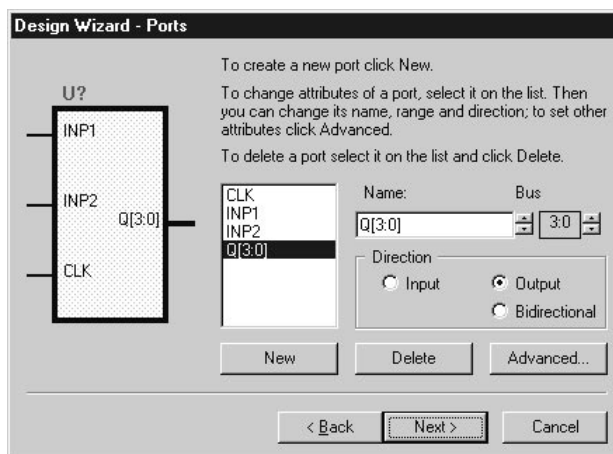 Design Wizard - Ports
To create a new port click New.
To change attributes of a port, select it on the list. Then
you can change its name, range and direction; to set other
attributes click Advanced.
To delete a port select it on the list and click Delete.
U?
INP1
INP2
Q[3:0]
CLK
CLK
INP1
INP2
Q[3:0]
Name:
Bus
Q[3:0]
3:0
Direction
Input
Output
Bidirectional
New
Delete
Advanced...
< Back
Next >
Cancel